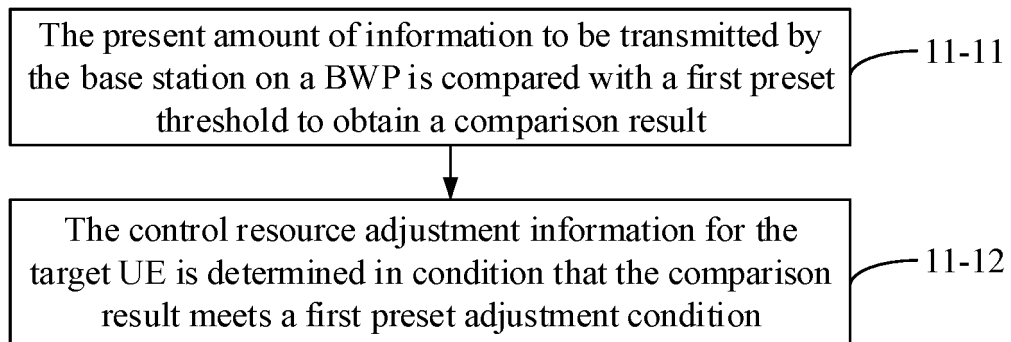 The present amount of information to be transmitted by
the base station on a BWP is compared with a first preset
threshold to obtain a comparison result
11-11
The control resource adjustment information for the
target UE is determined in condition that the comparison
result meets a first preset adjustment condition
11-12